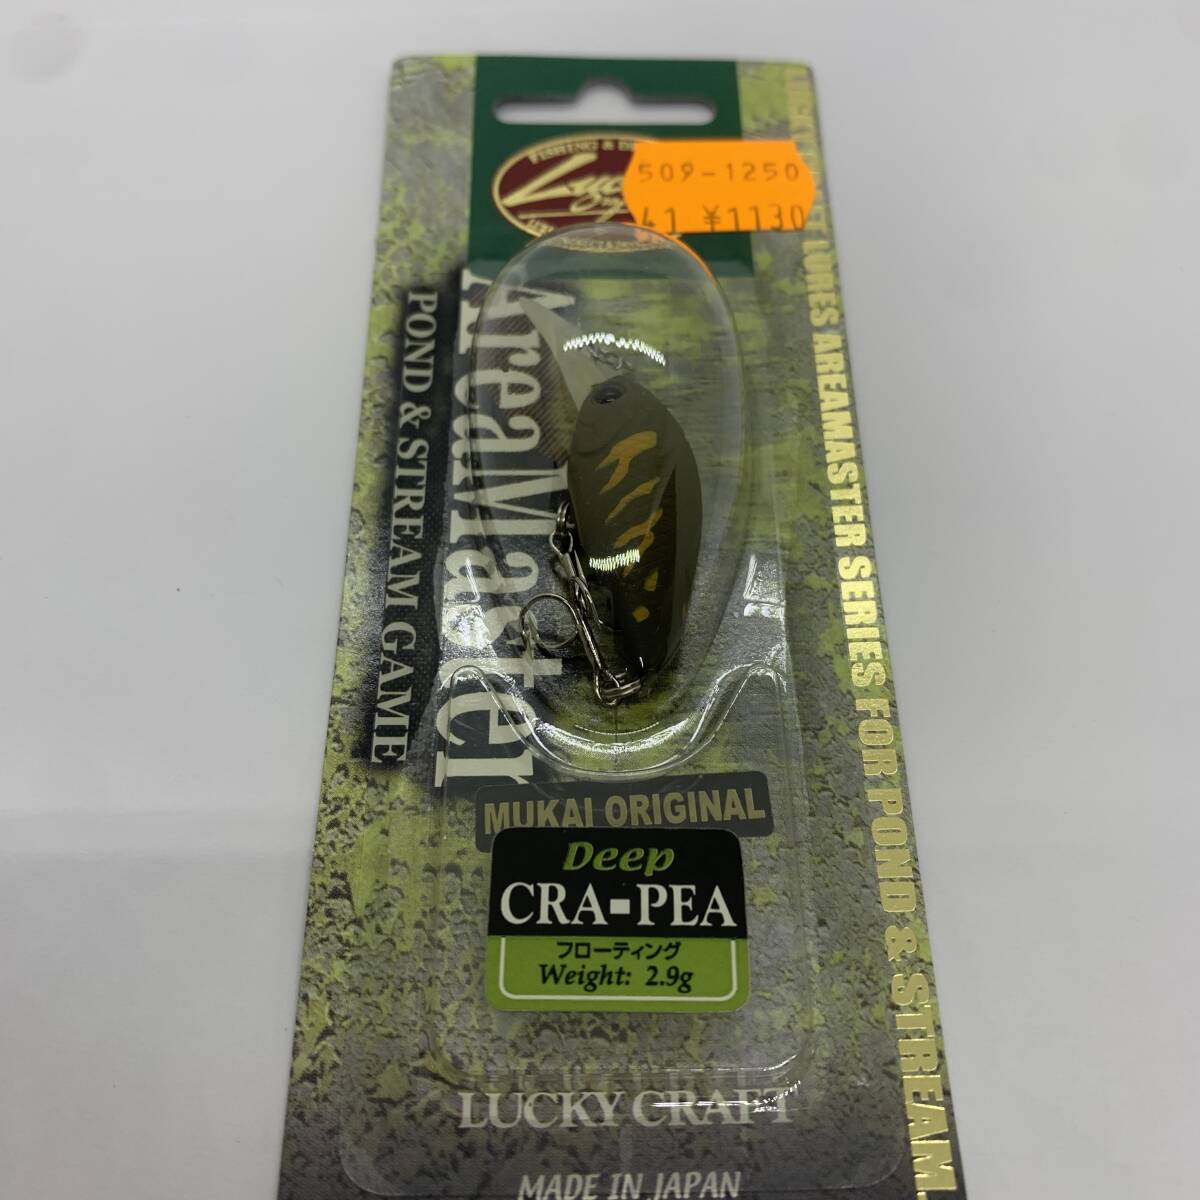 FISHING &
509-1250
41 ¥1130
AreaMaster
POND & STREAM GAME
LURES AREAMASTER SERIES FOR POND & STREAM.
MUKAI ORIGINAL
Deep
CRA-PEA
フローティング
Weight: 2.9g
LUCKY CRAFT
MADE IN JAPAN